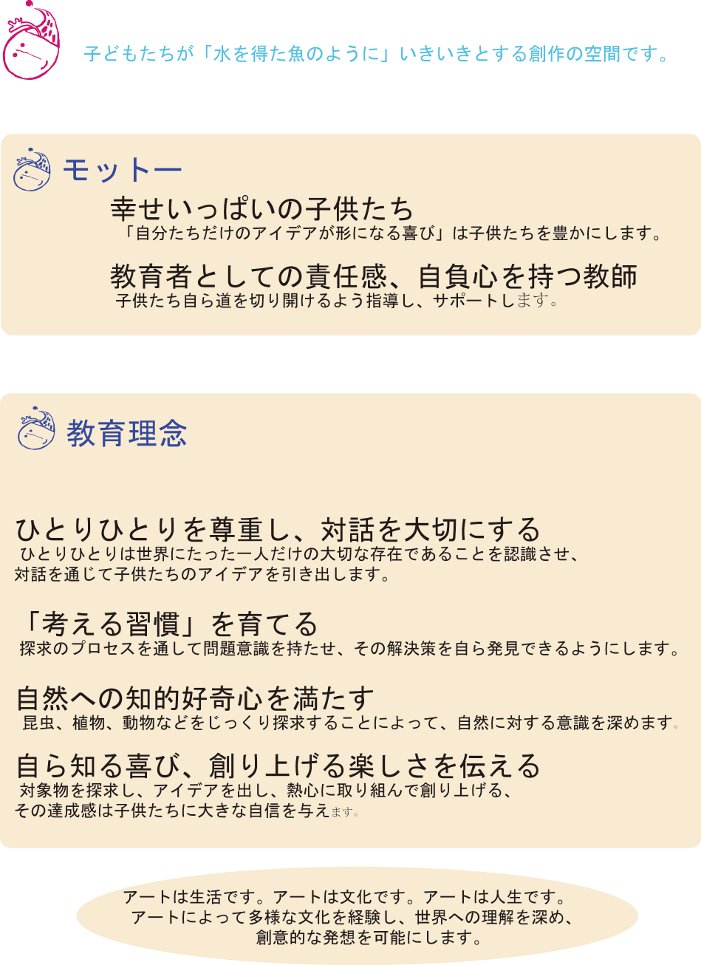 子どもたちが「水を得た魚のように」いきいきとする創作の空間です。
モットー
幸せいっぱいの子供たち
「自分たちだけのアイデアが形になる喜び」は子供たちを豊かにします。
教育者としての責任感、自負心を持つ教師
子供たち自ら道を切り開けるよう指導し、サポートします。
教育理念
ひとりひとりを尊重し、対話を大切にする
ひとりひとりは世界にたった一人だけの大切な存在であることを認識させ、
対話を通じて子供たちのアイデアを引き出します。
「考える習慣」を育てる
探求のプロセスを通して問題意識を持たせ、その解決策を自ら発見できるようにします。
自然への知的好奇心を満たす
昆虫、植物、動物などをじっくり探求することによって、自然に対する意識を深めます。
自ら知る喜び、創り上げる楽しさを伝える
対象物を探求し、アイデアを出し、熱心に取り組んで創り上げる、
その達成感は子供たちに大きな自信を与えます。
アートは生活です。アートは文化です。アートは人生です。
アートによって多様な文化を経験し、世界への理解を深め、
創意的な発想を可能にします。